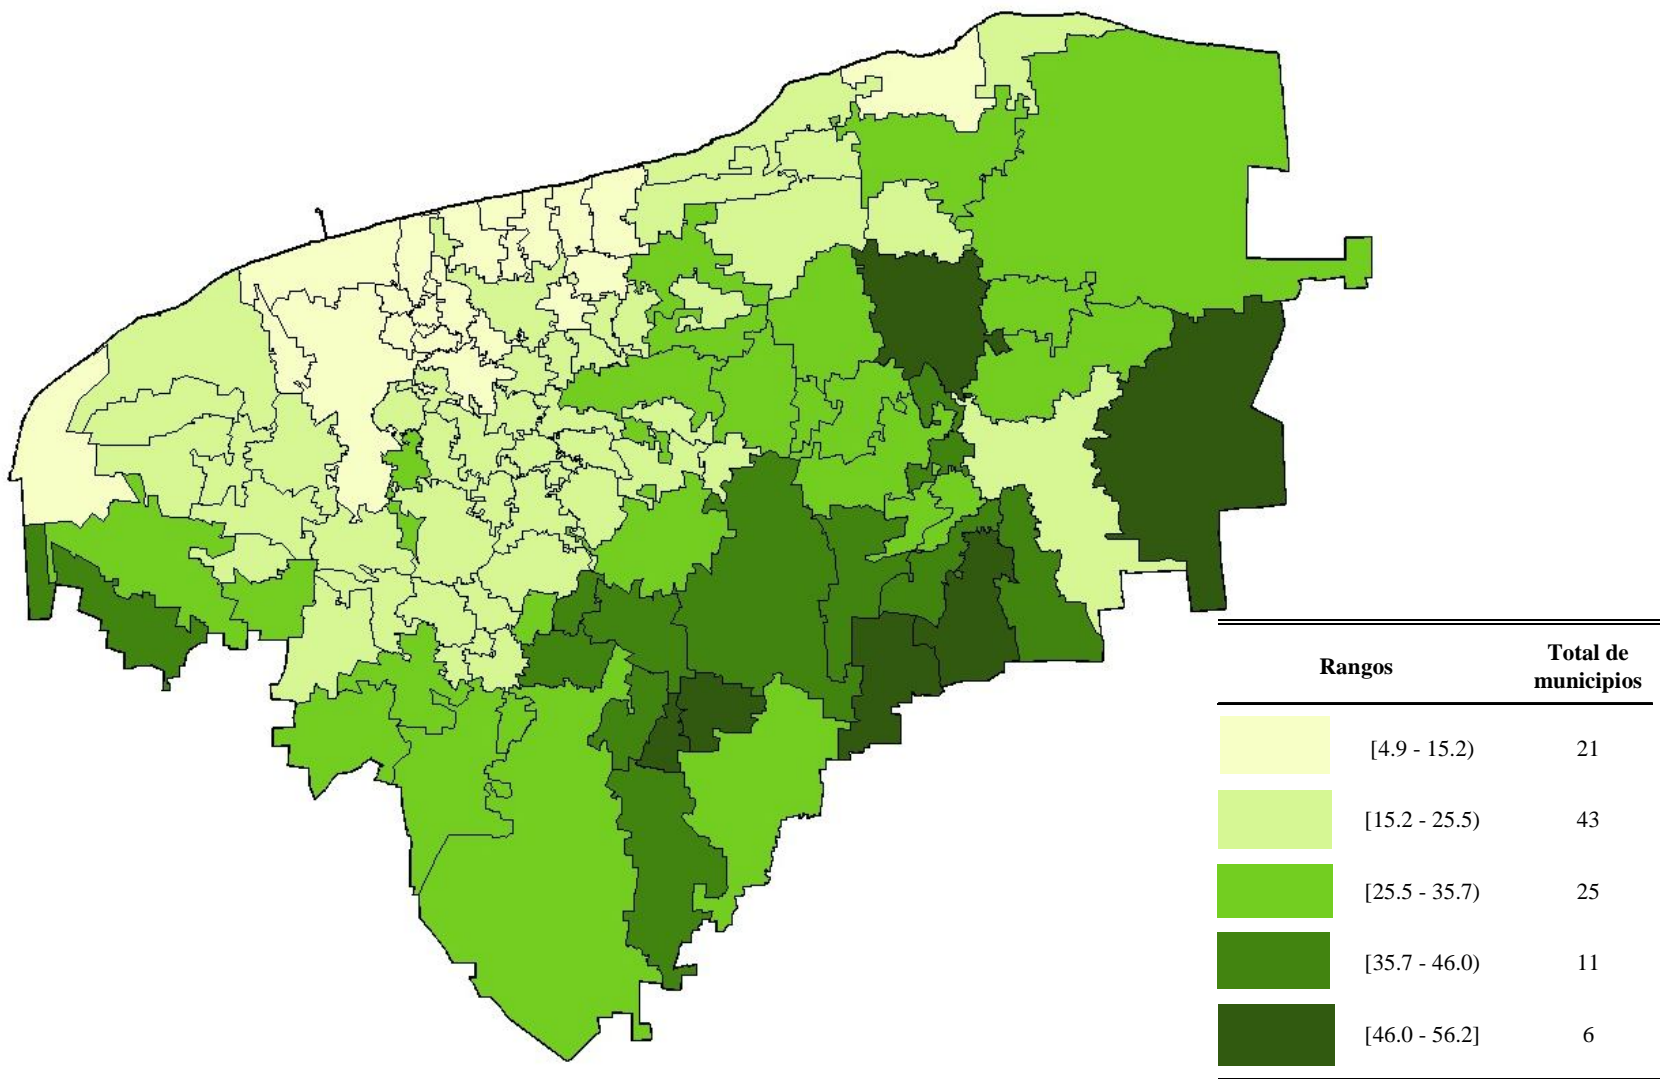 Rangos Total de
municipios
[4.9 - 15.2) 21
[15.2 - 25.5) 43
[25.5 - 35.7) 25
[35.7 - 46.0) 11
[46.0 - 56.2] 6